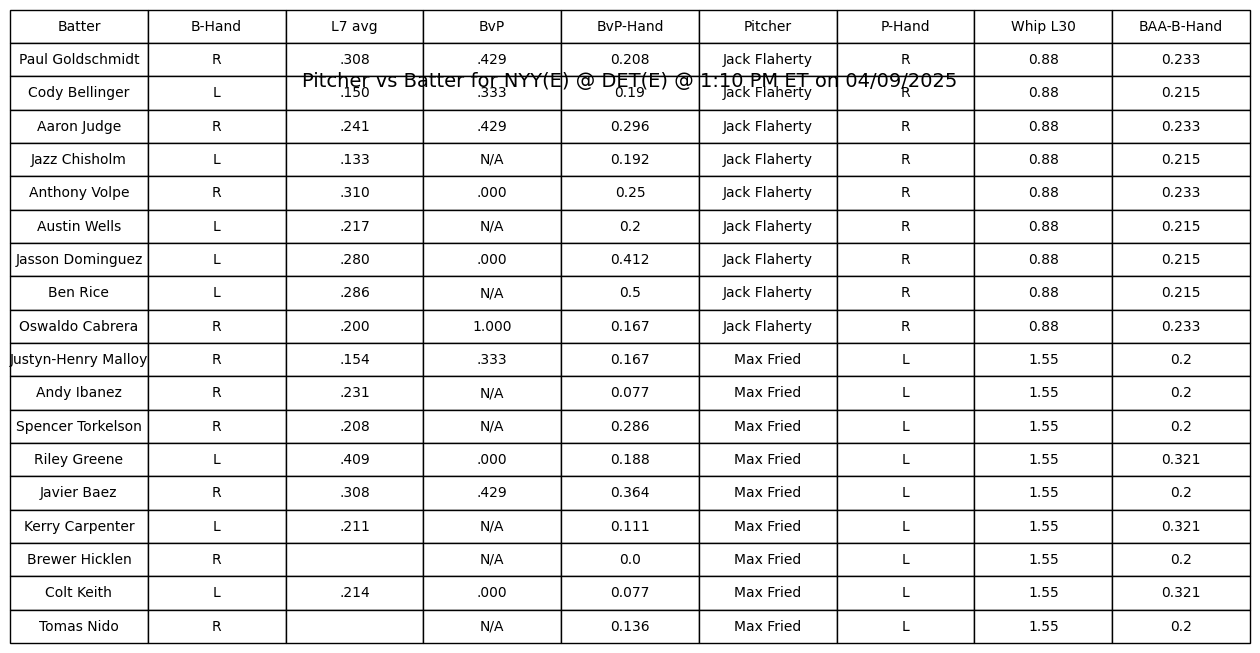 Batter B-Hand L7 avg BvP BvP-Hand Pitcher P-Hand Whip L30 BAA-B-Hand
Paul Goldschmidt R .308 .429 0.208 Jack Flaherty R 0.88 0.233
Pitcher vs Batter for NYY(E) @ DET(E) @ 1:10 PM ET on 04/09/2025
Cody Bellinger L .150 .333 0.19 Jack Flaherty R 0.88 0.215
Aaron Judge R .241 .429 0.296 Jack Flaherty R 0.88 0.233
Jazz Chisholm L .133 N/A 0.192 Jack Flaherty R 0.88 0.215
Anthony Volpe R .310 .000 0.25 Jack Flaherty R 0.88 0.233
Austin Wells L .217 N/A 0.2 Jack Flaherty R 0.88 0.215
Jasson Dominguez L .280 .000 0.412 Jack Flaherty R 0.88 0.215
Ben Rice L .286 N/A 0.5 Jack Flaherty R 0.88 0.215
Oswaldo Cabrera R .200 1.000 0.167 Jack Flaherty R 0.88 0.233
Justyn-Henry Malloy R .154 .333 0.167 Max Fried L 1.55 0.2
Andy Ibanez R .231 N/A 0.077 Max Fried L 1.55 0.2
Spencer Torkelson R .208 N/A 0.286 Max Fried L 1.55 0.2
Riley Greene L .409 .000 0.188 Max Fried L 1.55 0.321
Javier Baez R .308 .429 0.364 Max Fried L 1.55 0.2
Kerry Carpenter L .211 N/A 0.111 Max Fried L 1.55 0.321
Brewer Hicklen R N/A 0.0 Max Fried L 1.55 0.2
Colt Keith L .214 .000 0.077 Max Fried L 1.55 0.321
Tomas Nido R N/A 0.136 Max Fried L 1.55 0.2